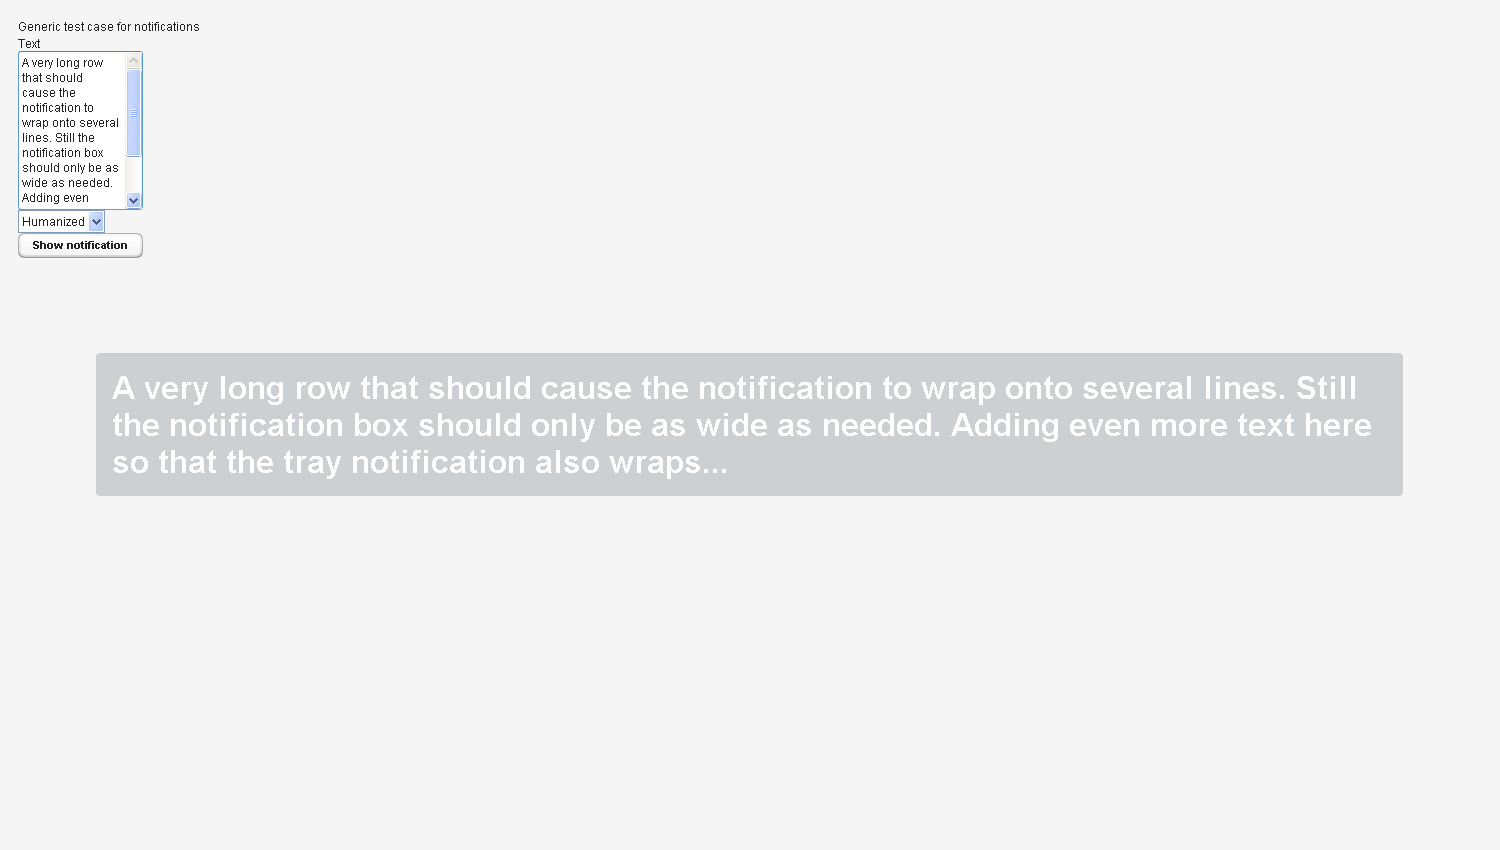 Generic test case for notifications
Text
A very long row
that should
cause the
notification to
wrap onto several
lines. Still the
notification box
should only be as
wide as needed.
Adding even
Humanized
Show notification
A very long row that should cause the notification to wrap onto several lines. Still
the notification box should only be as wide as needed. Adding even more text here
so that the tray notification also wraps...